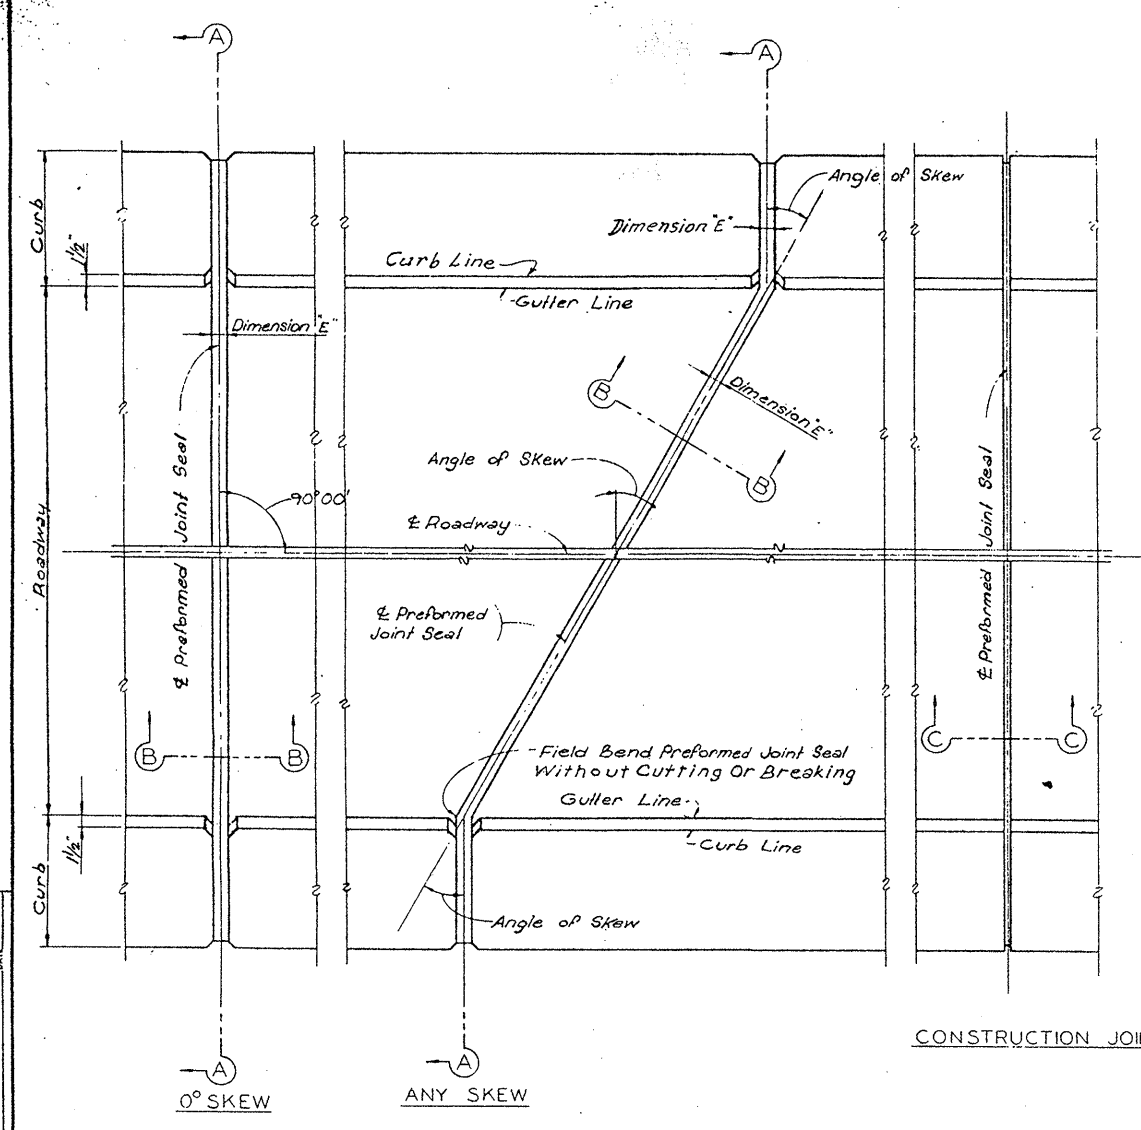 A
A
Angle of Skew
Dimension "E"
Curb
1½"
Curb Line
Gutter Line
Dimension "E"
B
Dimension "E"
℄ Preformed Joint Seal
Angle of Skew
B
℄ Preformed Joint Seal
90°00'
℄ Roadway
Roadway
℄ Preformed
Joint Seal
B
B
C
C
Field Bend Preformed Joint Seal
Without Cutting Or Breaking
Gutter Line
Curb Line
1½"
Curb
Angle of Skew
CONSTRUCTION
A
A
0° SKEW
ANY SKEW